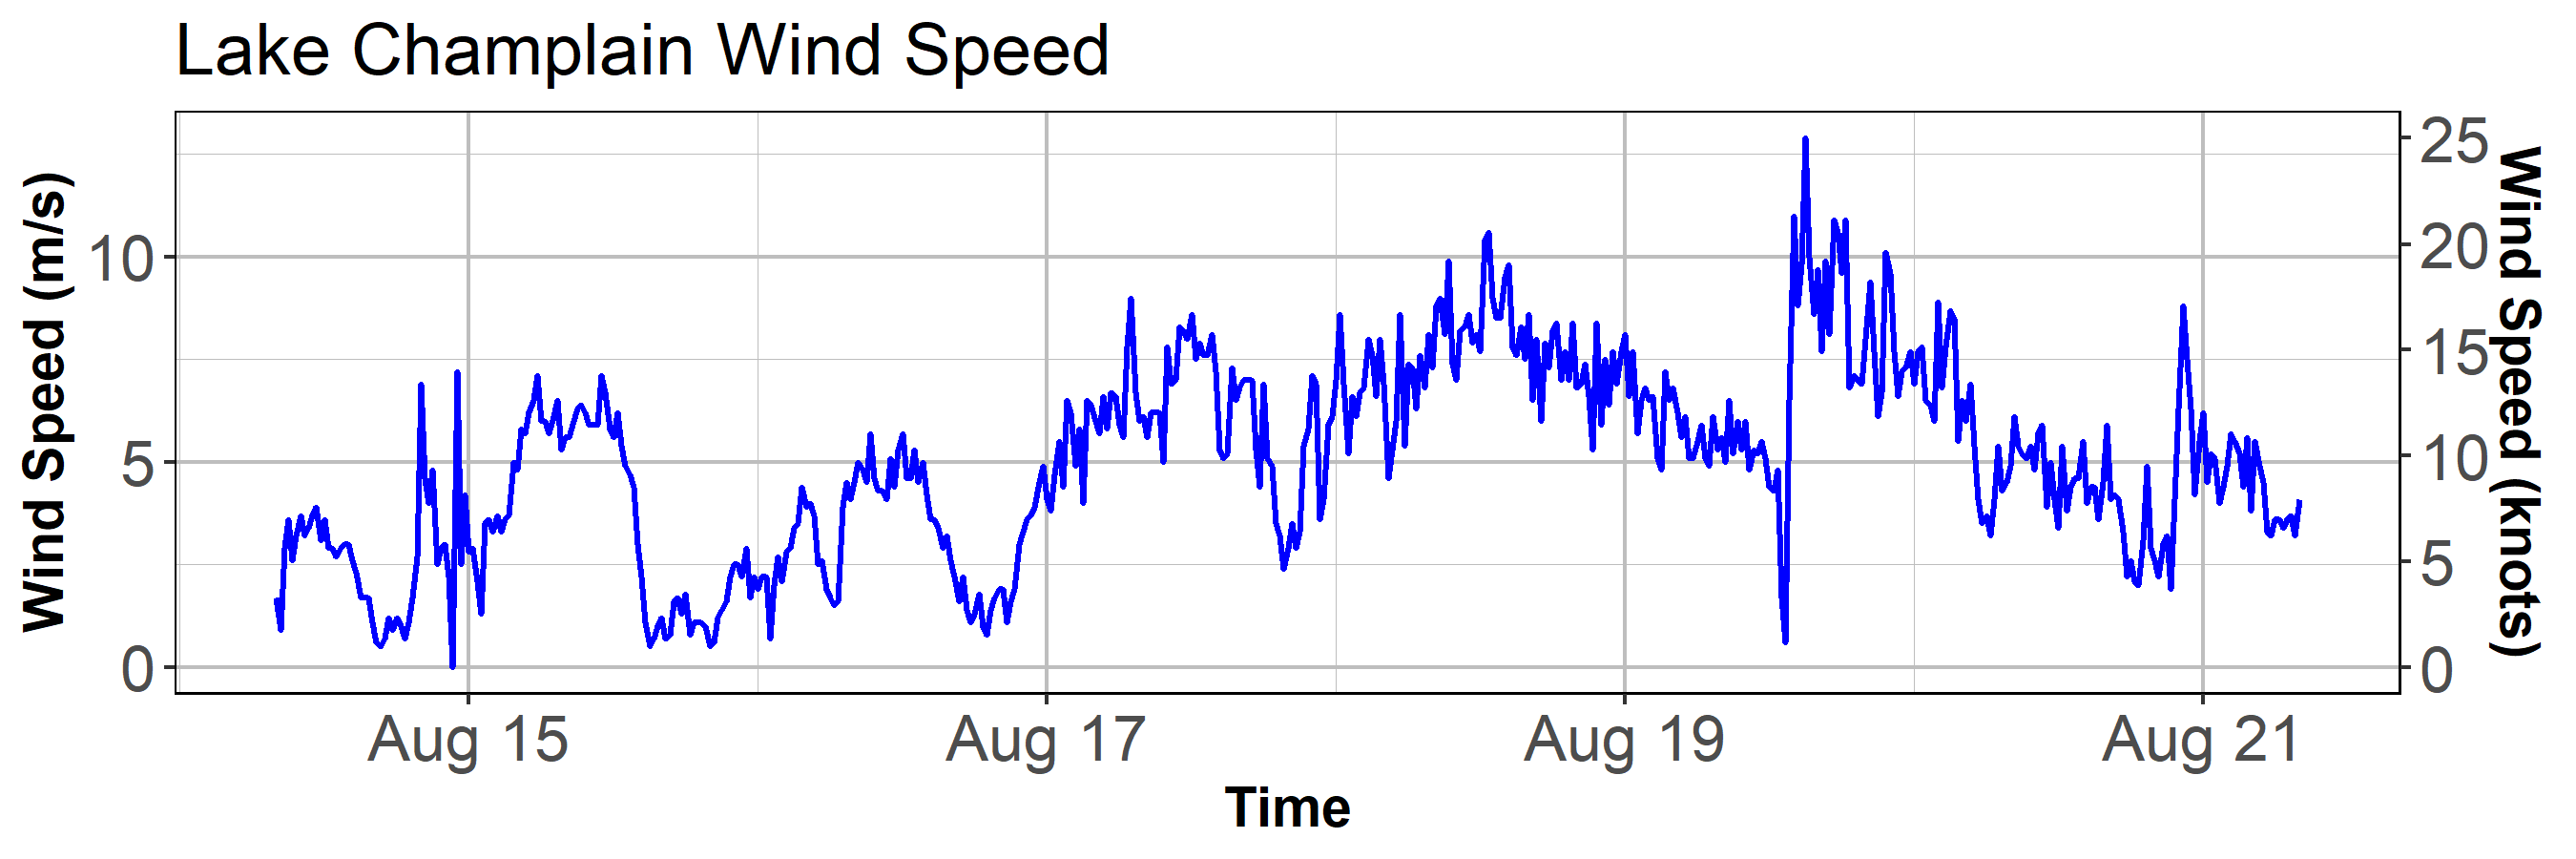 Lake Champlain Wind Speed
Wind Speed (m/s)
10
5
0
25
20
15
10
5
0
Wind Speed (knots)
Aug 15
Aug 17
Aug 19
Aug 21
Time